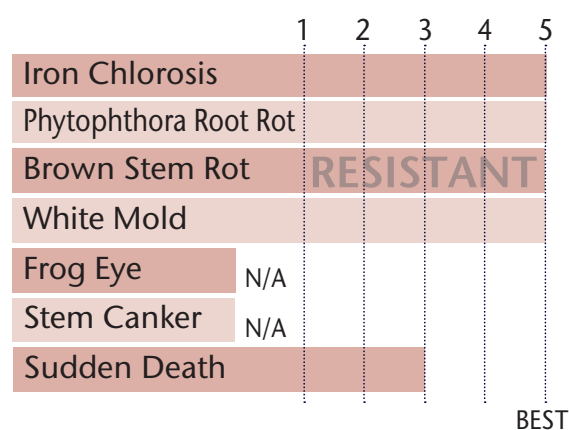 1 2 3 4 5
Iron Chlorosis
Phytophthora Root Rot
Brown Stem Rot RESISTANT
White Mold
Frog Eye N/A
Stem Canker N/A
Sudden Death
BEST